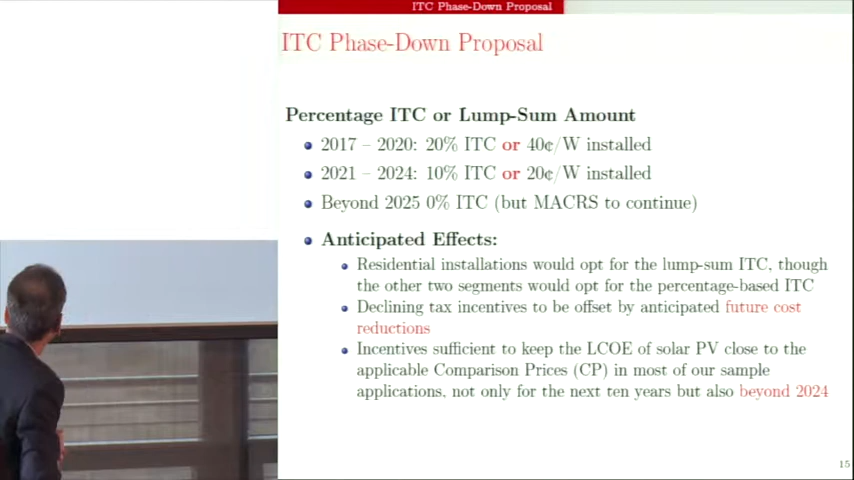 ITC Phase-Down Proposal
ITC Phase-Down Proposal
Percentage ITC or Lump-Sum Amount
2017 – 2020: 20% ITC or 40¢/W installed
2021 – 2024: 10% ITC or 20¢/W installed
Beyond 2025 0% ITC (but MACRS to continue)
Anticipated Effects:
Residential installations would opt for the lump-sum ITC, though
the other two segments would opt for the percentage-based ITC
Declining tax incentives to be offset by anticipated future cost
reductions
Incentives sufficient to keep the LCOE of solar PV close to the
applicable Comparison Prices (CP) in most of our sample
applications, not only for the next ten years but also beyond 2024
15